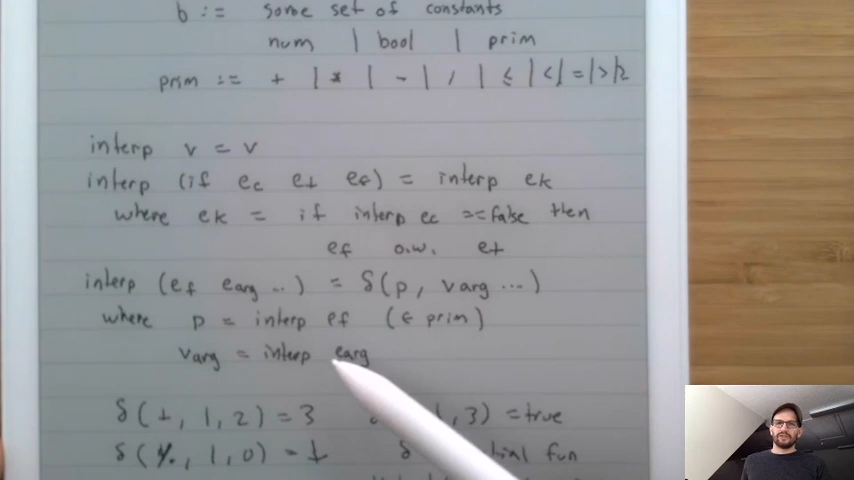 b := some set of constants
num | bool | prim
prim := + | * | - | / | ≤ | < | = | > | ≥
interp v = v
interp (if ec et ef) = interp ek
where ek = if interp ec == false then
ef o.w. et
interp (ef earg ...) = δ(p, varg ...)
where p = interp ef (∈ prim)
varg = interp earg
δ(+, 1, 2) = 3 , 3) = true
δ( , 1, 0) = ⊥ δ fun